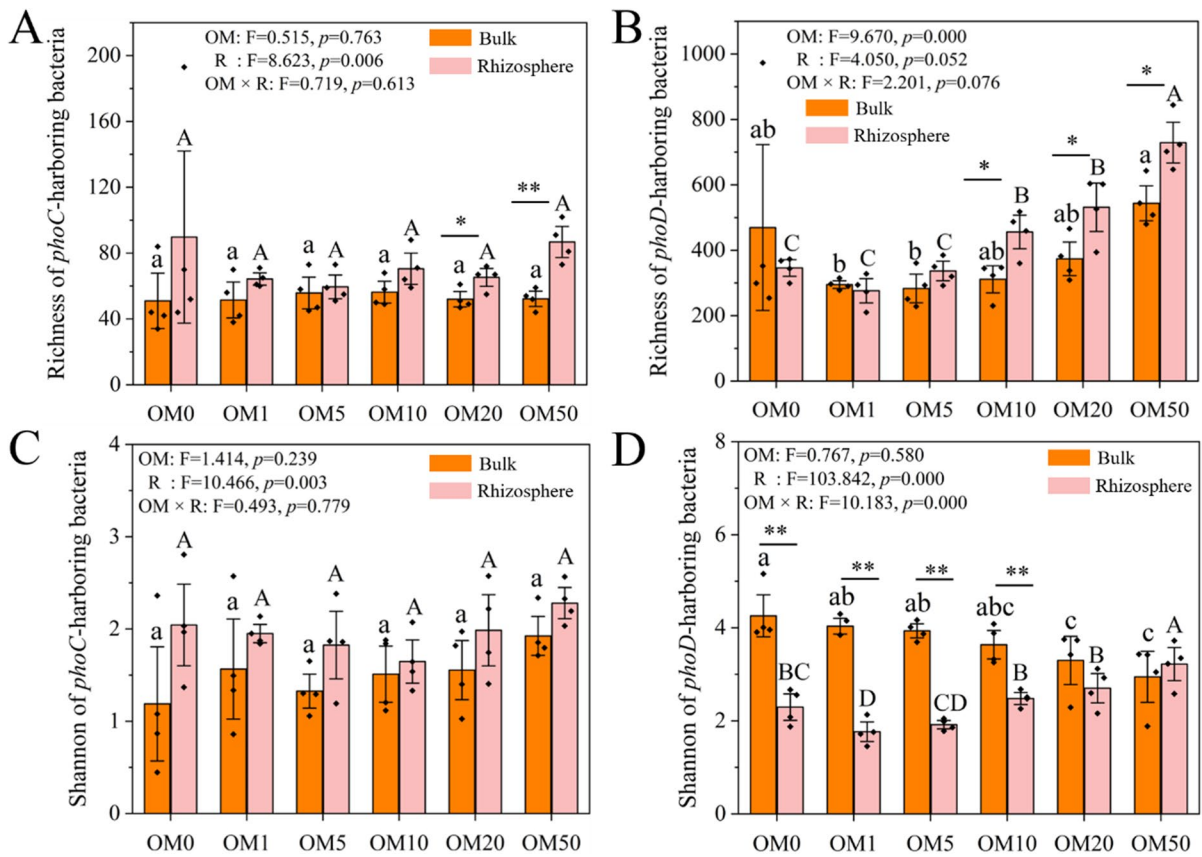 A
OM: F=0.515, p=0.763
R : F=8.623, p=0.006
OM × R: F=0.719, p=0.613
Bulk
Rhizosphere
Richness of phoC-harboring bacteria
220
160
120
80
40
0
a A a A a A a A a A a A
* **
OM0 OM1 OM5 OM10 OM20 OM50
B
OM: F=9.670, p=0.000
R : F=4.050, p=0.052
OM × R: F=2.201, p=0.076
Bulk
Rhizosphere
Richness of phoD-harboring bacteria
1000
800
600
400
200
0
ab C b C b C ab B ab B a A
* * *
OM0 OM1 OM5 OM10 OM20 OM50
C
OM: F=1.414, p=0.239
R : F=10.466, p=0.003
OM × R: F=0.493, p=0.779
Bulk
Rhizosphere
Shannon of phoC-harboring bacteria
4
3
2
1
0
a A a A a A a A a A a A
OM0 OM1 OM5 OM10 OM20 OM50
D
OM: F=0.767, p=0.580
R : F=103.842, p=0.000
OM × R: F=10.183, p=0.000
Bulk
Rhizosphere
Shannon of phoD-harboring bacteria
8
6
4
2
0
** ** ** **
a BC ab D ab CD abc B c B c A
OM0 OM1 OM5 OM10 OM20 OM50